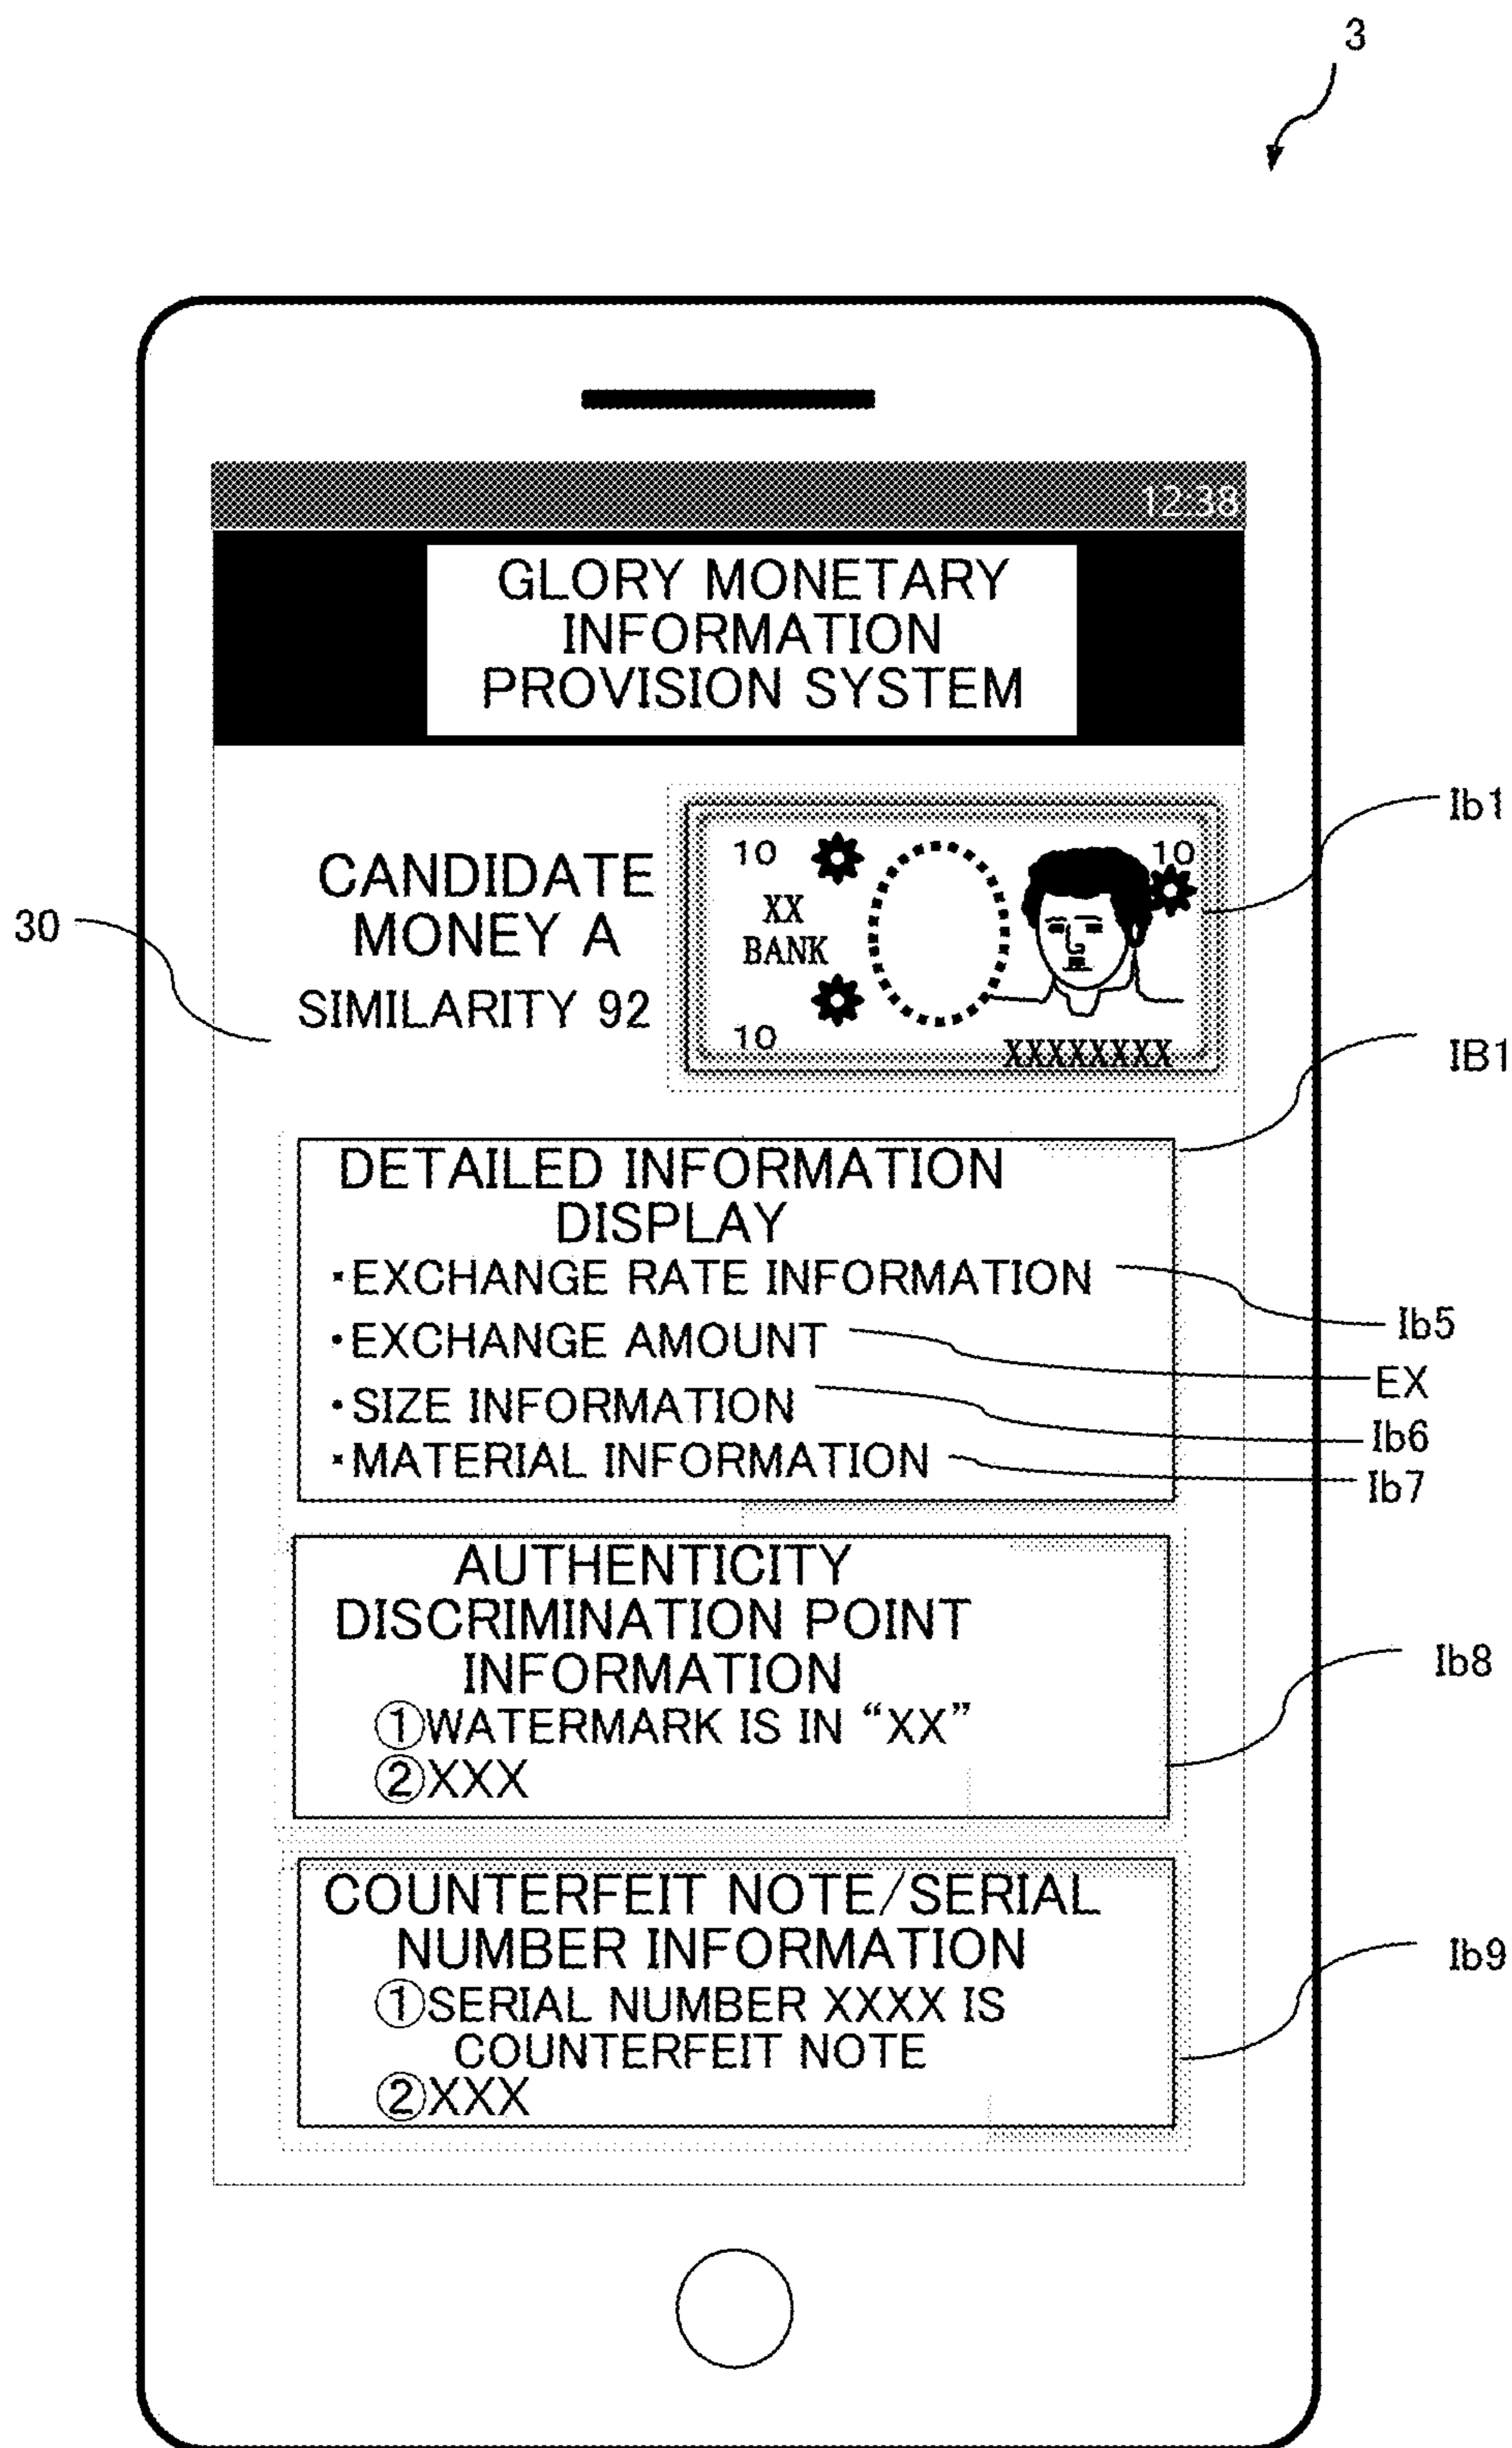 3
12:38
GLORY MONETARY
INFORMATION
PROVISION SYSTEM
CANDIDATE
MONEY A
SIMILARITY 92
30
10
10
XX
BANK
10
XXXXXXXX
Ib1
IB1
DETAILED INFORMATION
DISPLAY
・EXCHANGE RATE INFORMATION
Ib5
・EXCHANGE AMOUNT
EX
・SIZE INFORMATION
Ib6
・MATERIAL INFORMATION
Ib7
AUTHENTICITY
DISCRIMINATION POINT
INFORMATION
①WATERMARK IS IN “XX”
②XXX
Ib8
COUNTERFEIT NOTE/SERIAL
NUMBER INFORMATION
①SERIAL NUMBER XXXX IS
COUNTERFEIT NOTE
②XXX
Ib9